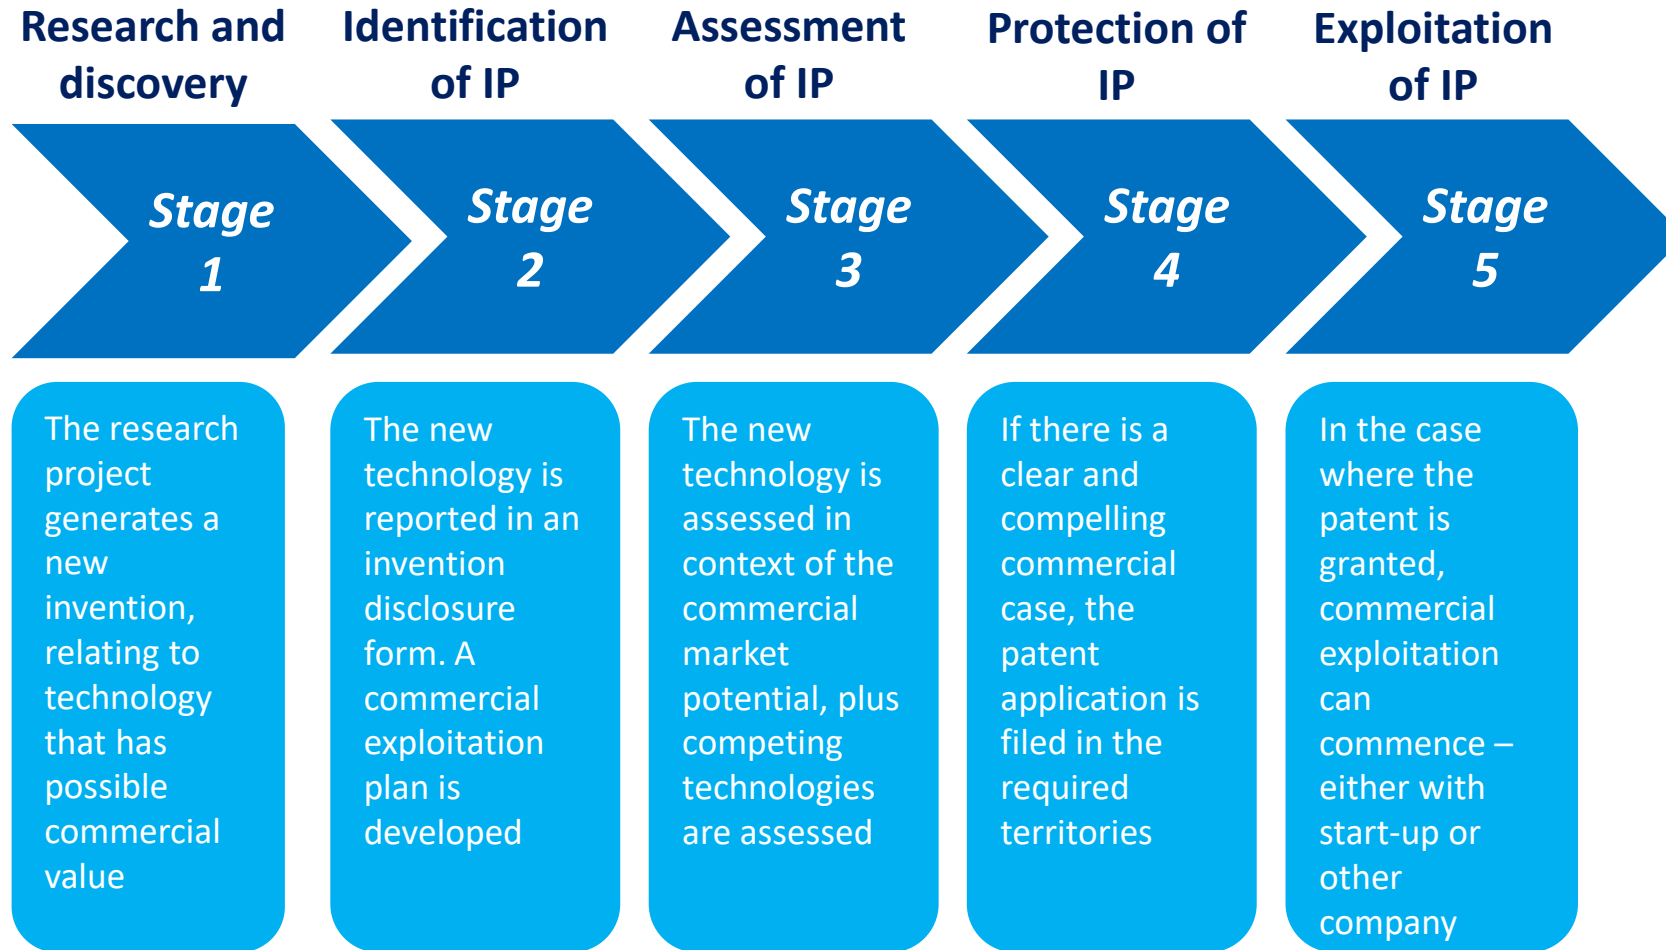 Research and
discovery
Identification
of IP
Assessment
of IP
Protection of
IP
Exploitation
of IP
Stage
1
Stage
2
Stage
3
Stage
4
Stage
5
The research
project
generates a
new
invention,
relating to
technology
that has
possible
commercial
value
The new
technology is
reported in an
invention
disclosure
form. A
commercial
exploitation
plan is
developed
The new
technology is
assessed in
context of the
commercial
market
potential, plus
competing
technologies
are assessed
If there is a
clear and
compelling
commercial
case, the
patent
application is
filed in the
required
territories
In the case
where the
patent is
granted,
commercial
exploitation
can
commence –
either with
start-up or
other
company